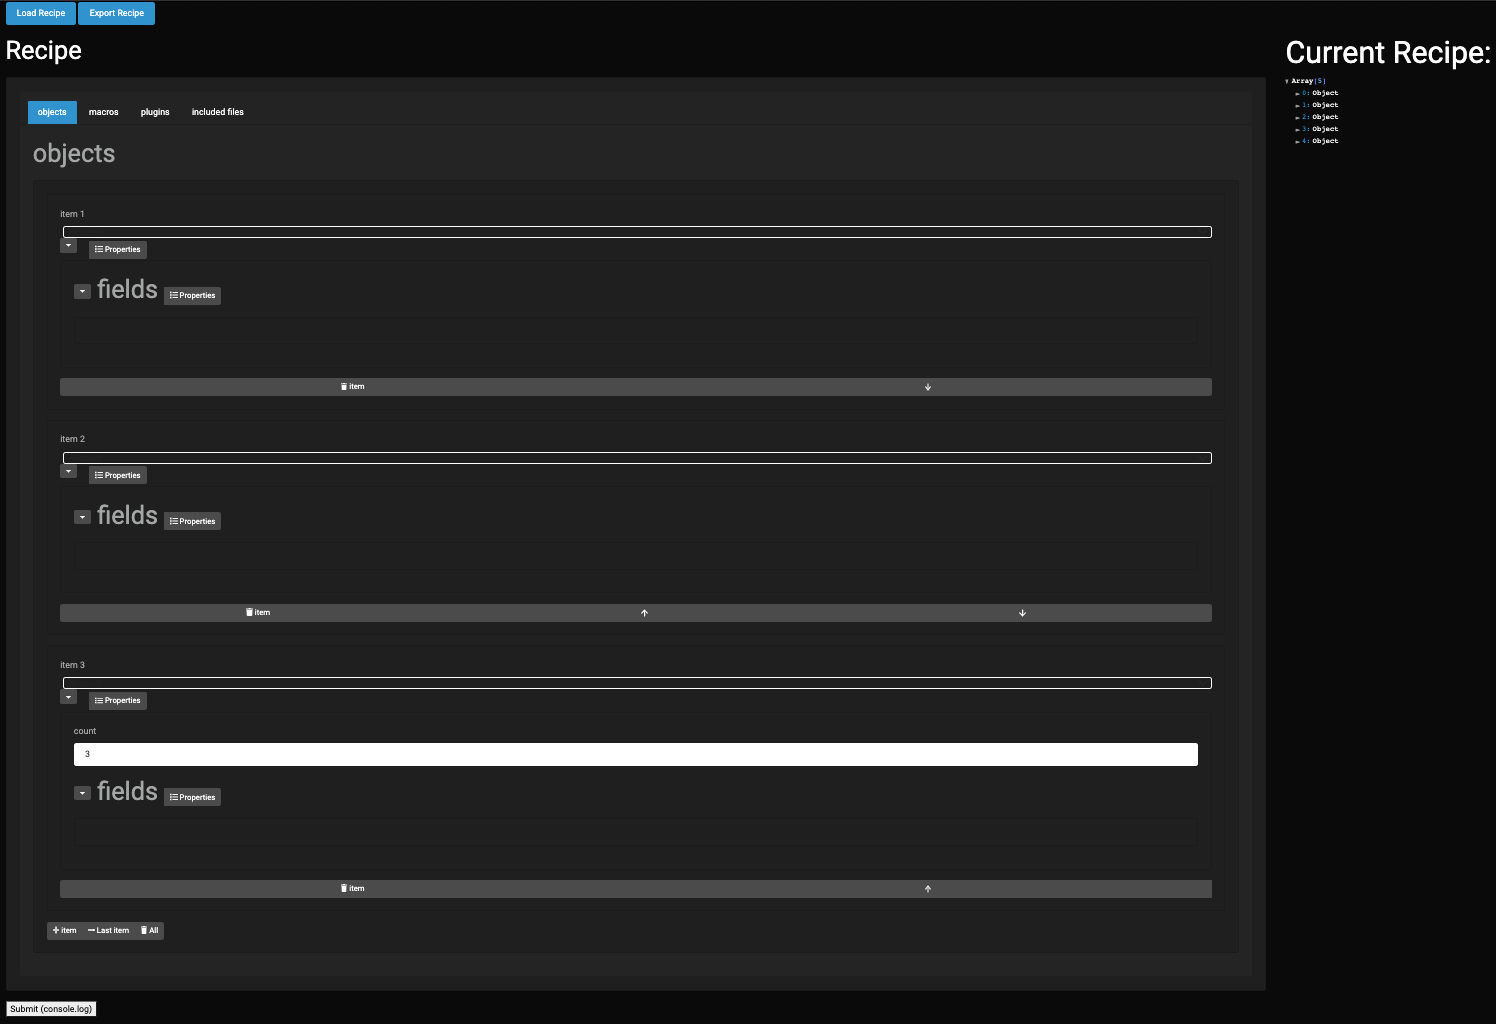 Load Recipe Export Recipe
Recipe
Current Recipe:
Array[5]
0: Object
1: Object
2: Object
3: Object
4: Object
objects macros plugins included files
objects
item 1
Properties
fields Properties
item
item 2
Properties
fields Properties
item
item 3
Properties
count
3
fields Properties
item
item Last item All
Submit (console.log)